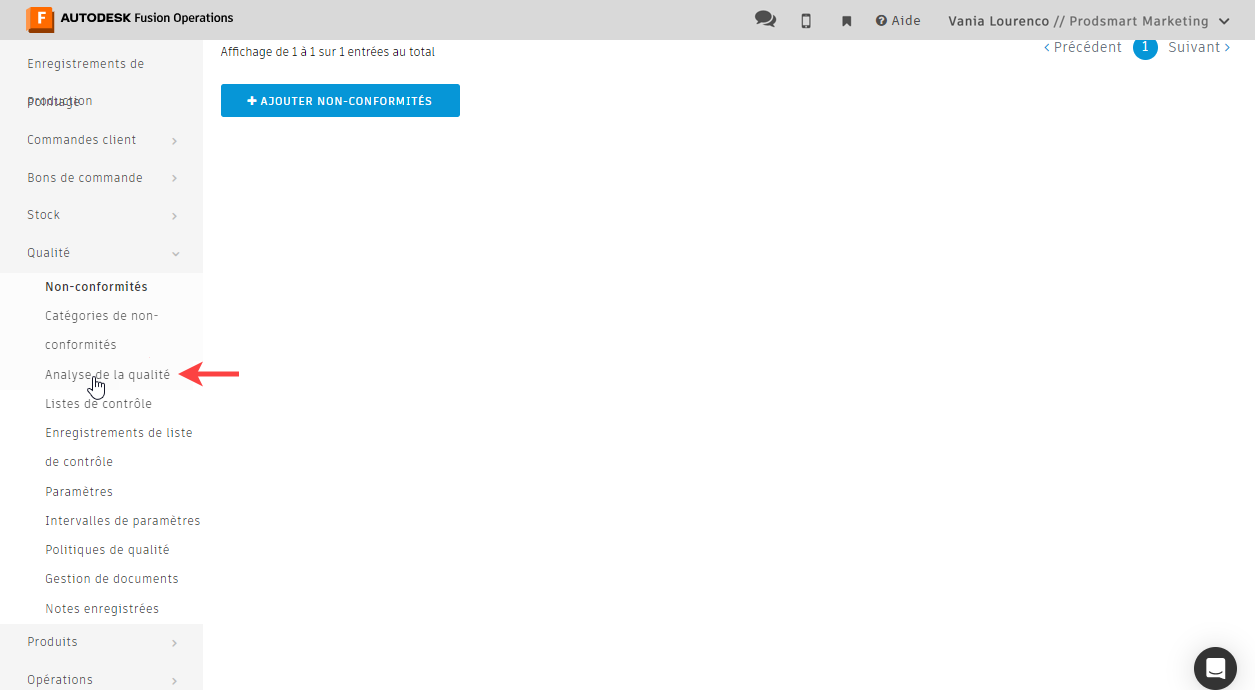 F AUTODESK Fusion Operations
Aide
Vania Lourenco // Prodsmart Marketing
Affichage de 1 à 1 sur 1 entrées au total
Précédent 1 Suivant
AJOUTER NON-CONFORMITÉS
Enregistrements de
production
Pointage
Commandes client
Bons de commande
Stock
Qualité
Non-conformités
Catégories de non-
conformités
Analyse de la qualité
Listes de contrôle
Enregistrements de liste
de contrôle
Paramètres
Intervalles de paramètres
Politiques de qualité
Gestion de documents
Notes enregistrées
Produits
Opérations